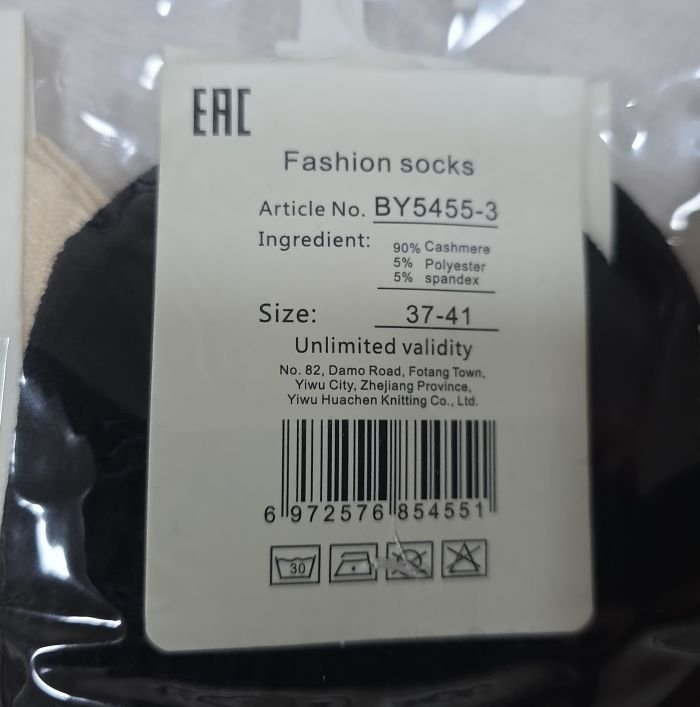 EAC
Fashion socks
Article No. BY5455-3
Ingredient: 90% Cashmere
5% Polyester
5% spandex
Size: 37-41
Unlimited validity
No. 82, Damo Road, Fotang Town,
Yiwu City, Zhejiang Province,
Yiwu Huachen Knitting Co., Ltd.
6 972576 854551
30